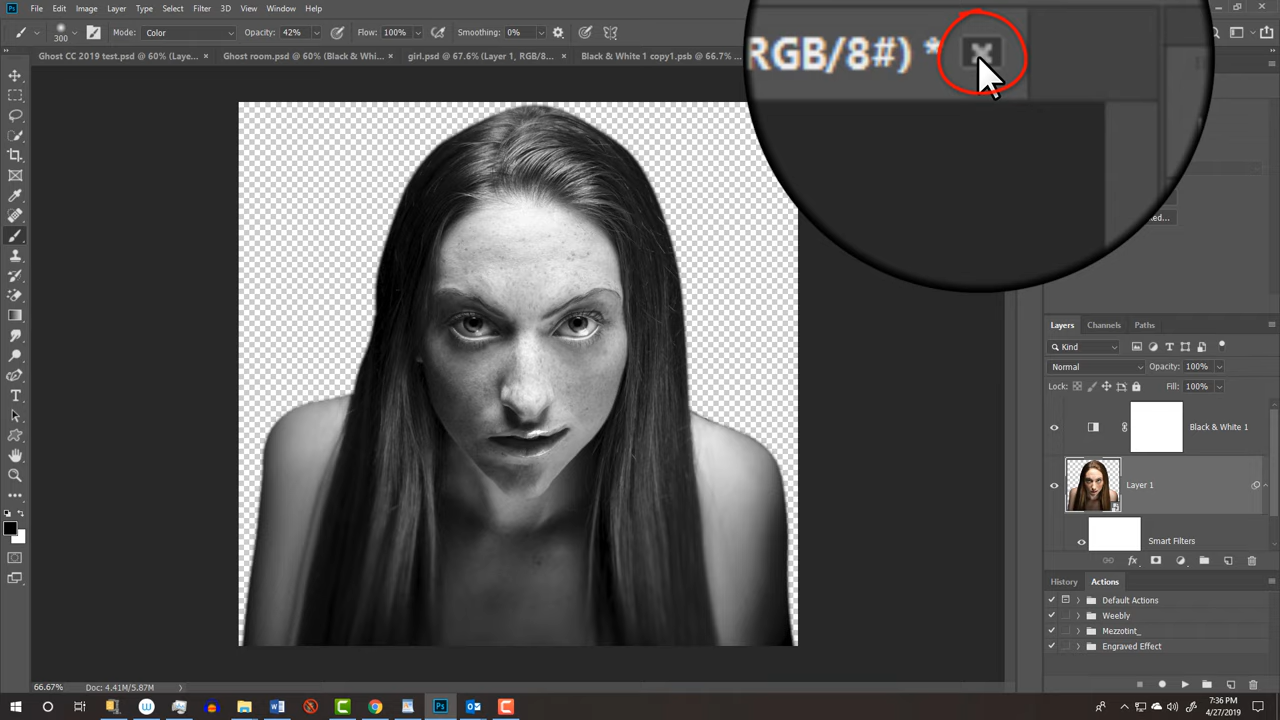 Ps File Edit Image Layer Type Select Filter 3D View Window Help
300 Mode: Color Opacity: 42% Flow: 100% Smoothing: 0%
Ghost CC 2019 test.psd @ 60% (Laye... × Ghost room.psd @ 60% (Black & Whi... × girl.psd @ 67.6% (Layer 1, RGB/8... × Black & White 1 copy1.psb @ 66.7% ...
RGB/8#) *
ed...
Layers Channels Paths
Kind
Normal Opacity: 100%
Lock: Fill: 100%
Black & White 1
Layer 1
Smart Filters
History Actions
Default Actions
Weebly
Mezzotint_
Engraved Effect
66.67% Doc: 4.41M/5.87M
7:36 PM
4/27/2019